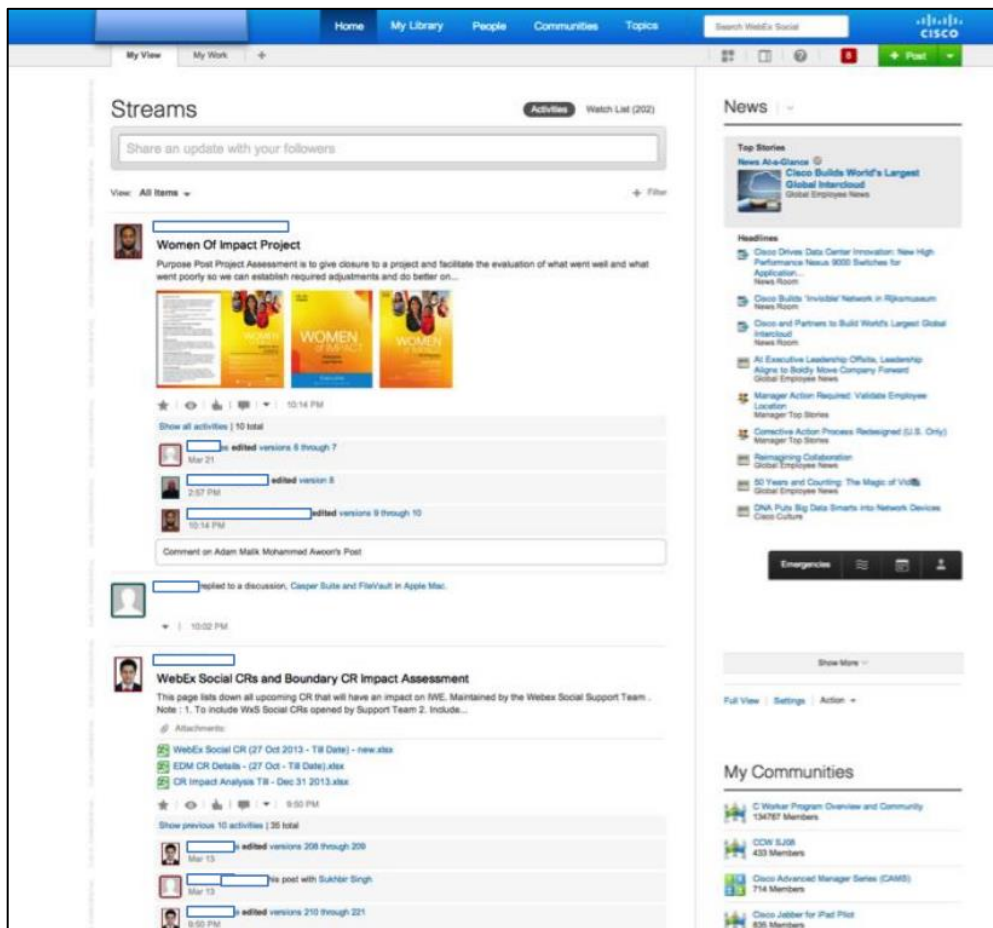 Home My Library People Communities Topics
Search WebEx Social
CISCO
My View My Work +
8
+ Post
Streams
Activities Watch List (202)
Share an update with your followers
View: All Items
+ Filter
Women Of Impact Project
Purpose Post Project Assessment is to give closure to a project and facilitate the evaluation of what went well and what
went poorly so we can establish required adjustments and do better on...
WOMEN
of IMPACT
10:14 PM
Show all activities | 10 total
edited versions 6 through 7
Mar 21
edited version 8
2:57 PM
edited versions 9 through 10
10:14 PM
Comment on Adam Malik Mohammed Awoon's Post
replied to a discussion, Casper Suite and FileVault in Apple Mac.
10:02 PM
WebEx Social CRs and Boundary CR Impact Assessment
This page lists down all upcoming CR that will have an impact on IWE. Maintained by the Webex Social Support Team .
Note : 1. To include WxS Social CRs opened by Support Team 2. Include...
Attachments:
WebEx Social CR (27 Oct 2013 - Till Date) - new.xlsx
EDM CR Details - (27 Oct - Till Date).xlsx
CR Impact Analysis Till - Dec 31 2013.xlsx
9:50 PM
Show previous 10 activities | 35 total
edited versions 208 through 209
Mar 13
his post with Sukhbir Singh
Mar 13
edited versions 210 through 221
9:50 PM
News
Top Stories
News At-a-Glance
Cisco Builds World's Largest
Global Intercloud
Global Employee News
Headlines
Cisco Drives Data Center Innovation: New High
Performance Nexus 9000 Switches for
Application...
News Room
Cisco Builds 'Invisible' Network in Rijksmuseum
News Room
Cisco and Partners to Build World's Largest Global
Intercloud
News Room
At Executive Leadership Offsite, Leadership
Aligns to Boldly Move Company Forward
Global Employee News
Manager Action Required: Validate Employee
Location
Manager Top Stories
Corrective Action Process Redesigned (U.S. Only)
Manager Top Stories
Reimagining Collaboration
Global Employee News
50 Years and Counting: The Magic of
Global Employee News
DNA Puts Big Data Smarts into Network Devices
Cisco Culture
Emergencies
Show More
Full View | Settings | Action
My Communities
C Worker Program Overview and Community
134787 Members
CCW SJ08
433 Members
Cisco Advanced Manager Series (CAMS)
714 Members
Cisco Jabber for iPad Pilot
835 Members